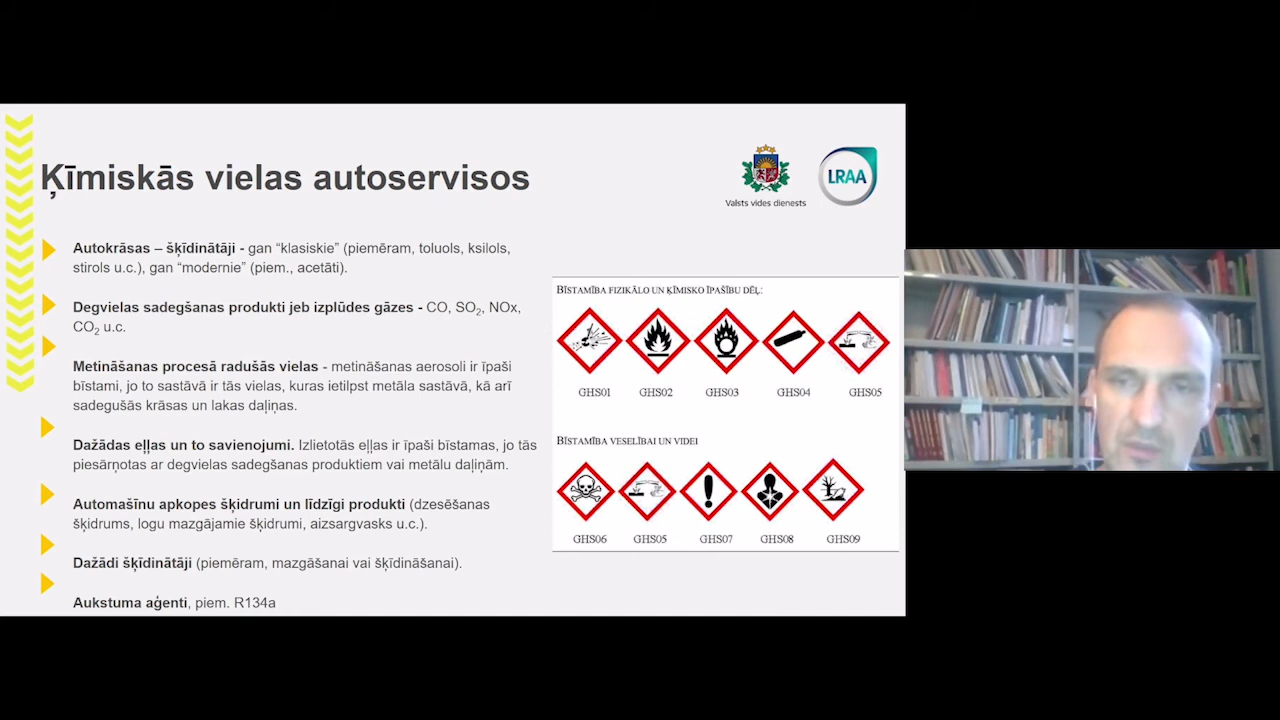 Ķīmiskās vielas autoservisos
Valsts vides dienests
LRAA
Autokrāsas – šķīdinātāji - gan “klasiskie” (piemēram, toluols, ksilols,
stirols u.c.), gan “modernie” (piem., acetāti).
Degvielas sadegšanas produkti jeb izplūdes gāzes - CO, SO2, NOx,
CO2 u.c.
Metināšanas procesā radušās vielas - metināšanas aerosoli ir īpaši
bīstami, jo to sastāvā ir tās vielas, kuras ietilpst metāla sastāvā, kā arī
sadegušās krāsas un lakas daļiņas.
Dažādas eļļas un to savienojumi. Izlietotās eļļas ir īpaši bīstamas, jo tās
piesārņotas ar degvielas sadegšanas produktiem vai metālu daļiņām.
Automašīnu apkopes šķidrumi un līdzīgi produkti (dzesēšanas
šķidrums, logu mazgājamie šķidrumi, aizsargvasks u.c.).
Dažādi šķīdinātāji (piemēram, mazgāšanai vai šķīdināšanai).
Aukstuma aģenti, piem. R134a
BĪSTAMĪBA FIZIKĀLO UN ĶĪMISKO ĪPAŠĪBU DĒĻ:
GHS01 GHS02 GHS03 GHS04 GHS05
BĪSTAMĪBA VESELĪBAI UN VIDEI
GHS06 GHS05 GHS07 GHS08 GHS09